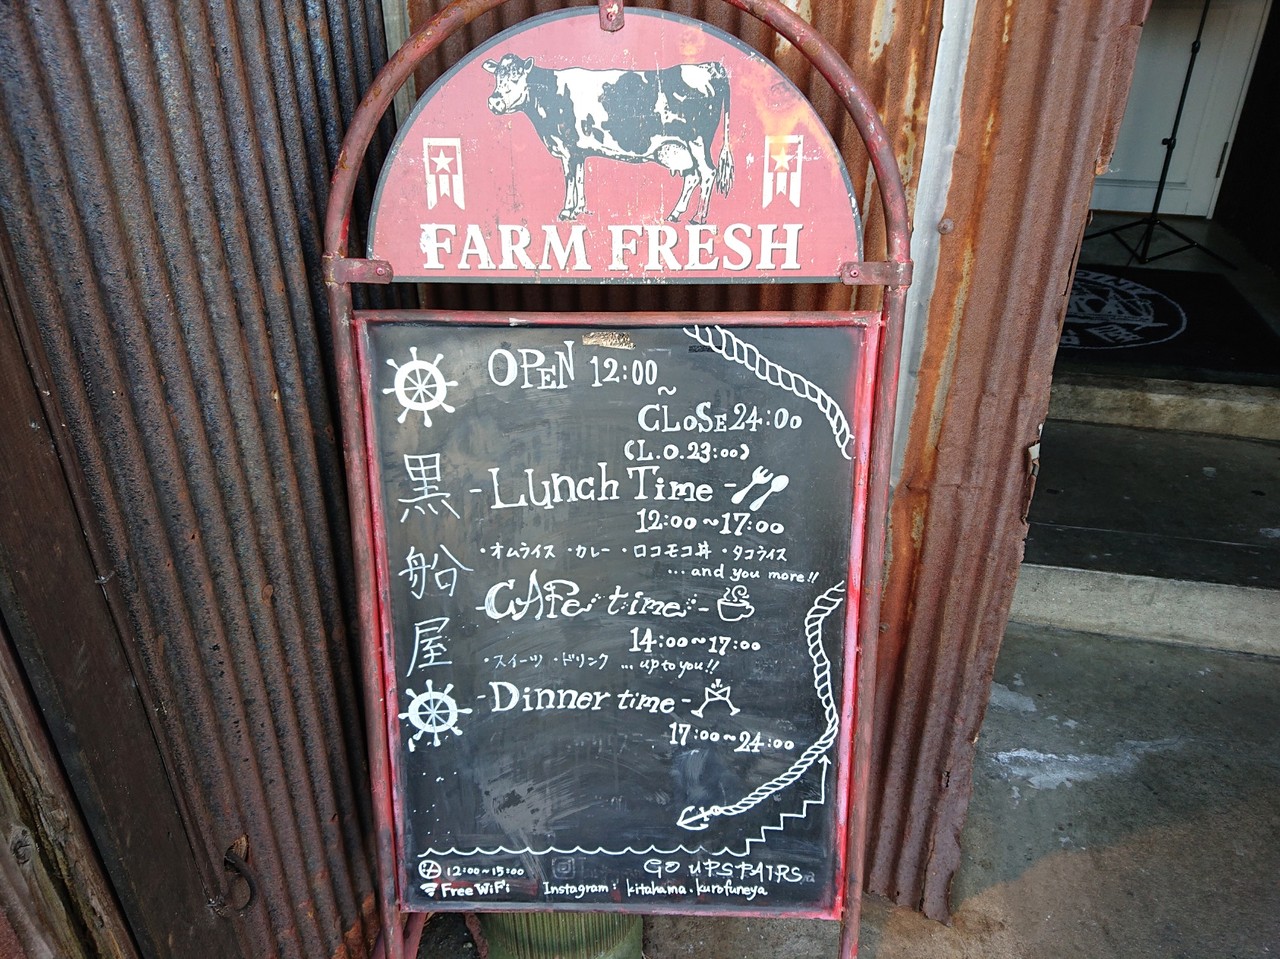 FARM FRESH
OPEN 12:00
~
CLOSE 24:00
(L.O.23:00)
黒船屋
-Lunch Time-
12:00~17:00
・オムライス ・カレー ・ロコモコ丼 ・タコライス
...and you more!!
-CAFe time-
14:00~17:00
・スイーツ ・ドリンク ...up to you!!
-Dinner time-
17:00~24:00
GO UPSTAIRS
12:00~15:00
Free WiFi
Instagram: kitahama.kurofuneya